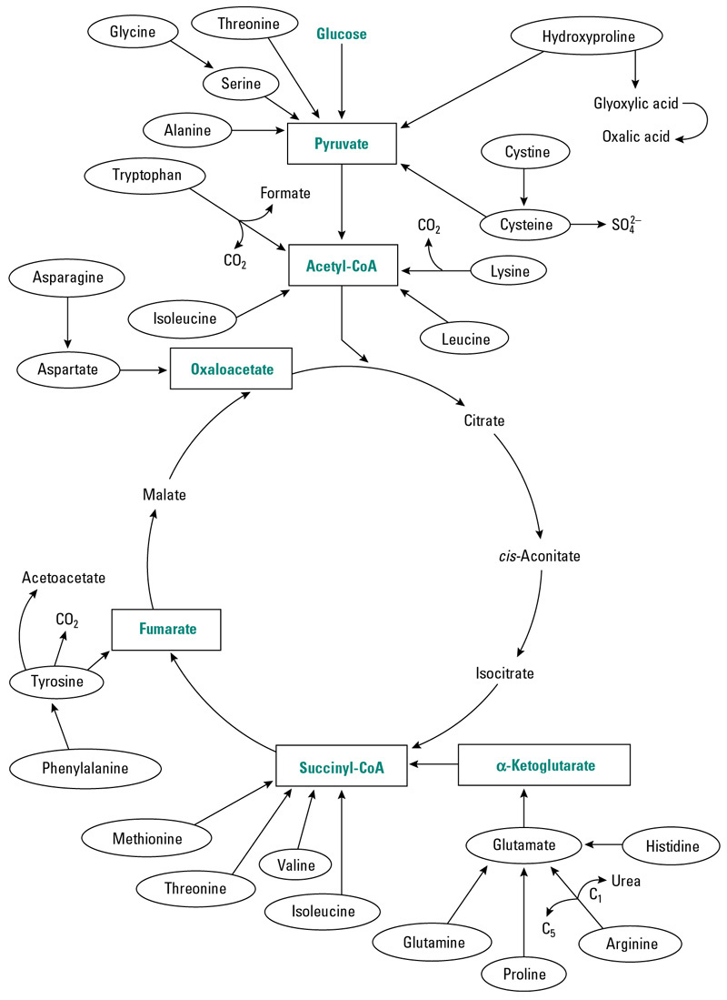 Threonine
Glycine
Glucose
Hydroxyproline
Serine
Glyoxylic acid
Alanine
Pyruvate
Oxalic acid
Cystine
Tryptophan
Formate
Cysteine
SO₄²⁻
CO₂
CO₂
Acetyl-CoA
Lysine
Asparagine
Isoleucine
Leucine
Aspartate
Oxaloacetate
Citrate
Malate
cis-Aconitate
Acetoacetate
CO₂
Fumarate
Tyrosine
Isocitrate
Phenylalanine
Succinyl-CoA
α-Ketoglutarate
Methionine
Valine
Glutamate
Histidine
Threonine
Urea
C₁
Isoleucine
C₅
Glutamine
Arginine
Proline